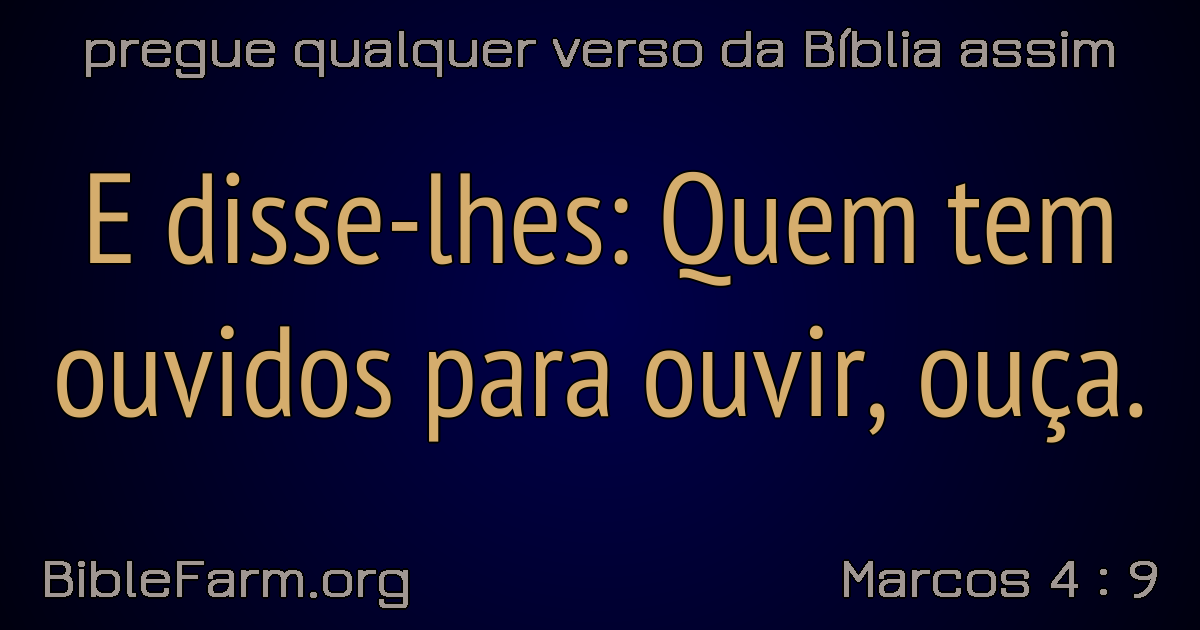 pregue qualquer verso da Bíblia assim
E disse-lhes: Quem tem
ouvidos para ouvir, ouça.
BibleFarm.org
Marcos 4 : 9